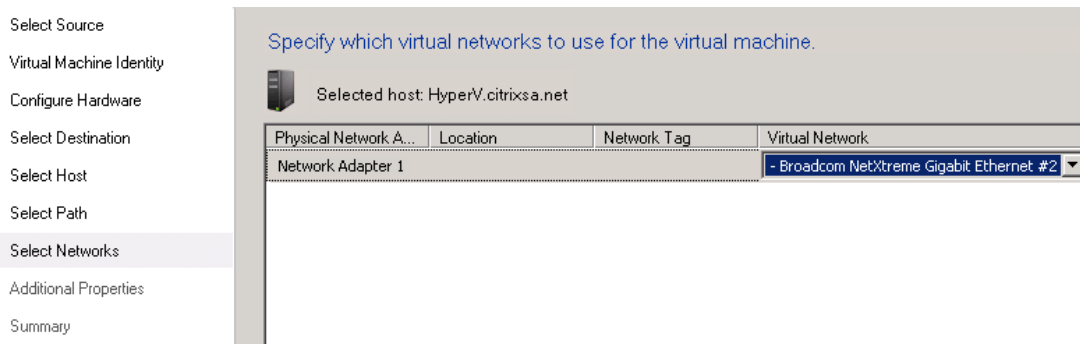 Select Source
Virtual Machine Identity
Configure Hardware
Select Destination
Select Host
Select Path
Select Networks
Additional Properties
Summary
Specify which virtual networks to use for the virtual machine.
Selected host: HyperV.citrixsa.net
Physical Network A... Location Network Tag Virtual Network
Network Adapter 1 - Broadcom NetXtreme Gigabit Ethernet #2